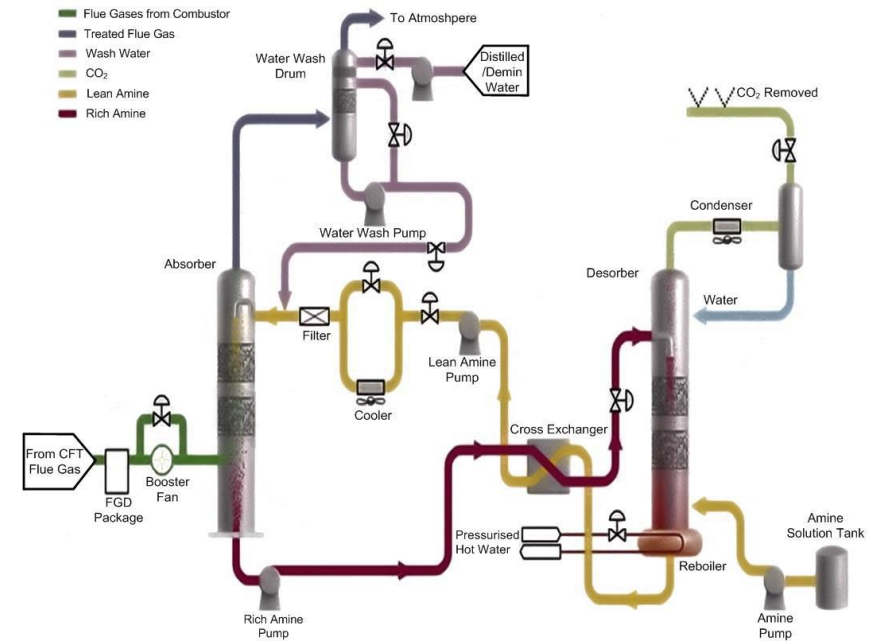 Flue Gases from Combustor
Treated Flue Gas
Wash Water
CO₂
Lean Amine
Rich Amine
To Atmoshpere
Water Wash
Drum
Distilled
/Demin
Water
CO₂ Removed
Condenser
Water Wash Pump
Absorber
Desorber
Water
Filter
Lean Amine
Pump
Cooler
Cross Exchanger
From CFT
Flue Gas
Booster
Fan
FGD
Package
Pressurised
Hot Water
Reboiler
Amine
Solution Tank
Rich Amine
Pump
Amine
Pump